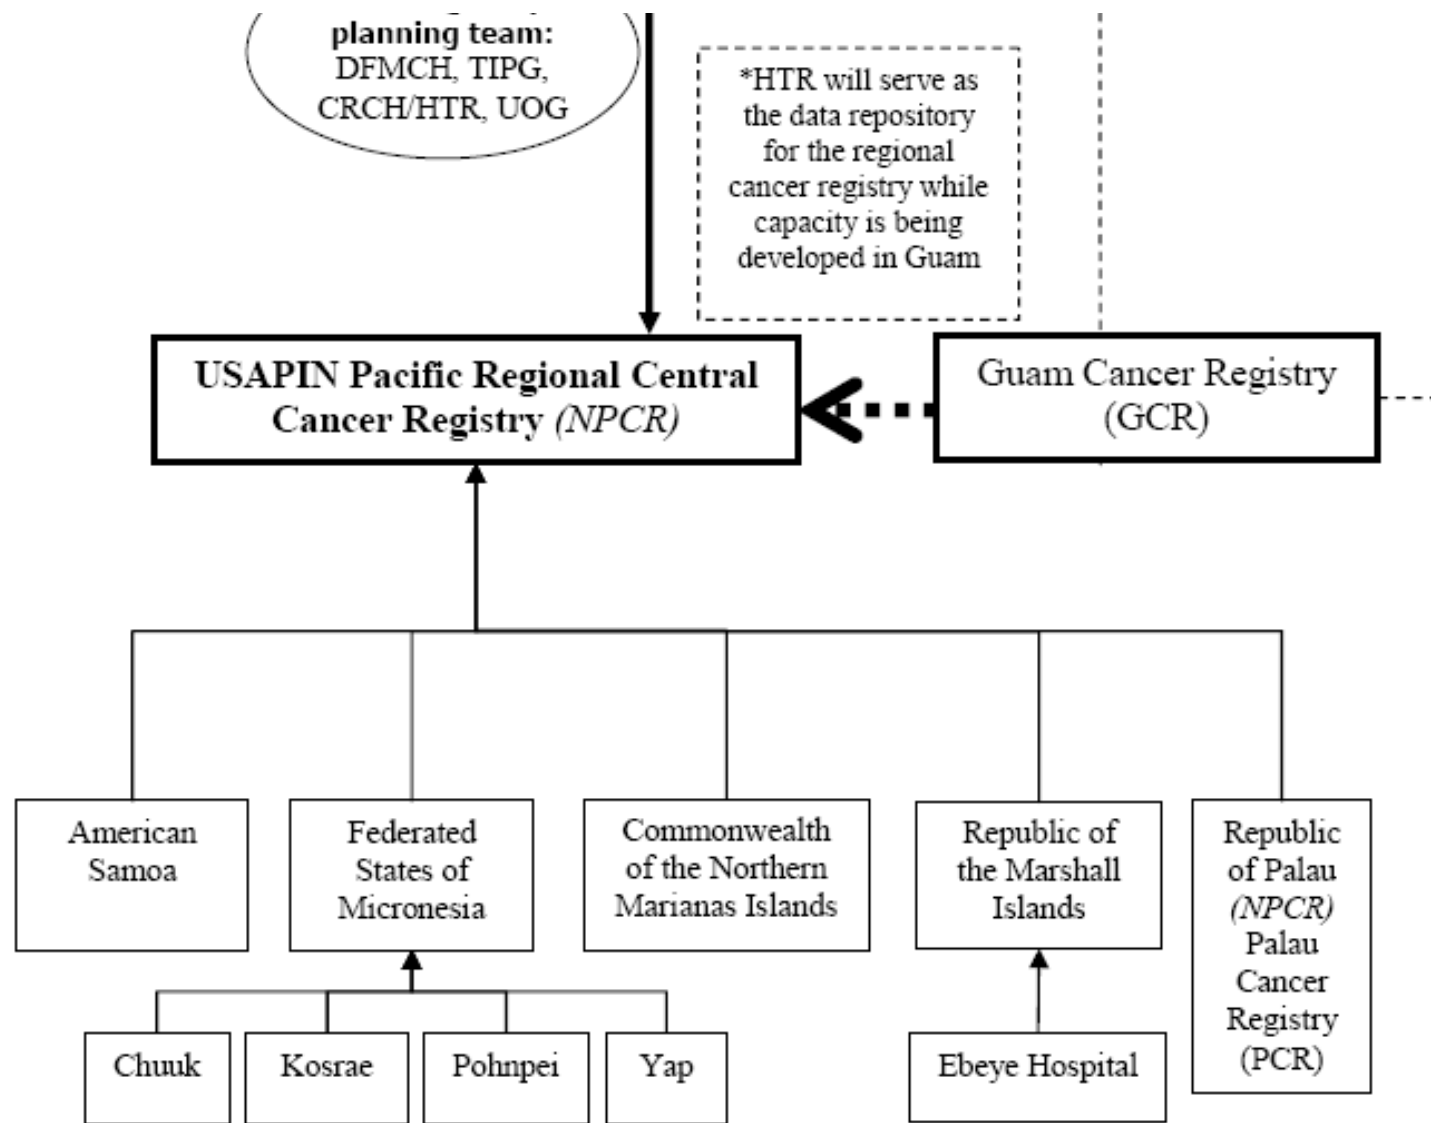 planning team:
DFMCH, TIPG,
CRCH/HTR, UOG
*HTR will serve as
the data repository
for the regional
cancer registry while
capacity is being
developed in Guam
USAPIN Pacific Regional Central
Cancer Registry (NPCR)
Guam Cancer Registry
(GCR)
American
Samoa
Federated
States of
Micronesia
Commonwealth
of the Northern
Marianas Islands
Republic of
the Marshall
Islands
Republic
of Palau
(NPCR)
Palau
Cancer
Registry
(PCR)
Chuuk
Kosrae
Pohnpei
Yap
Ebeye Hospital